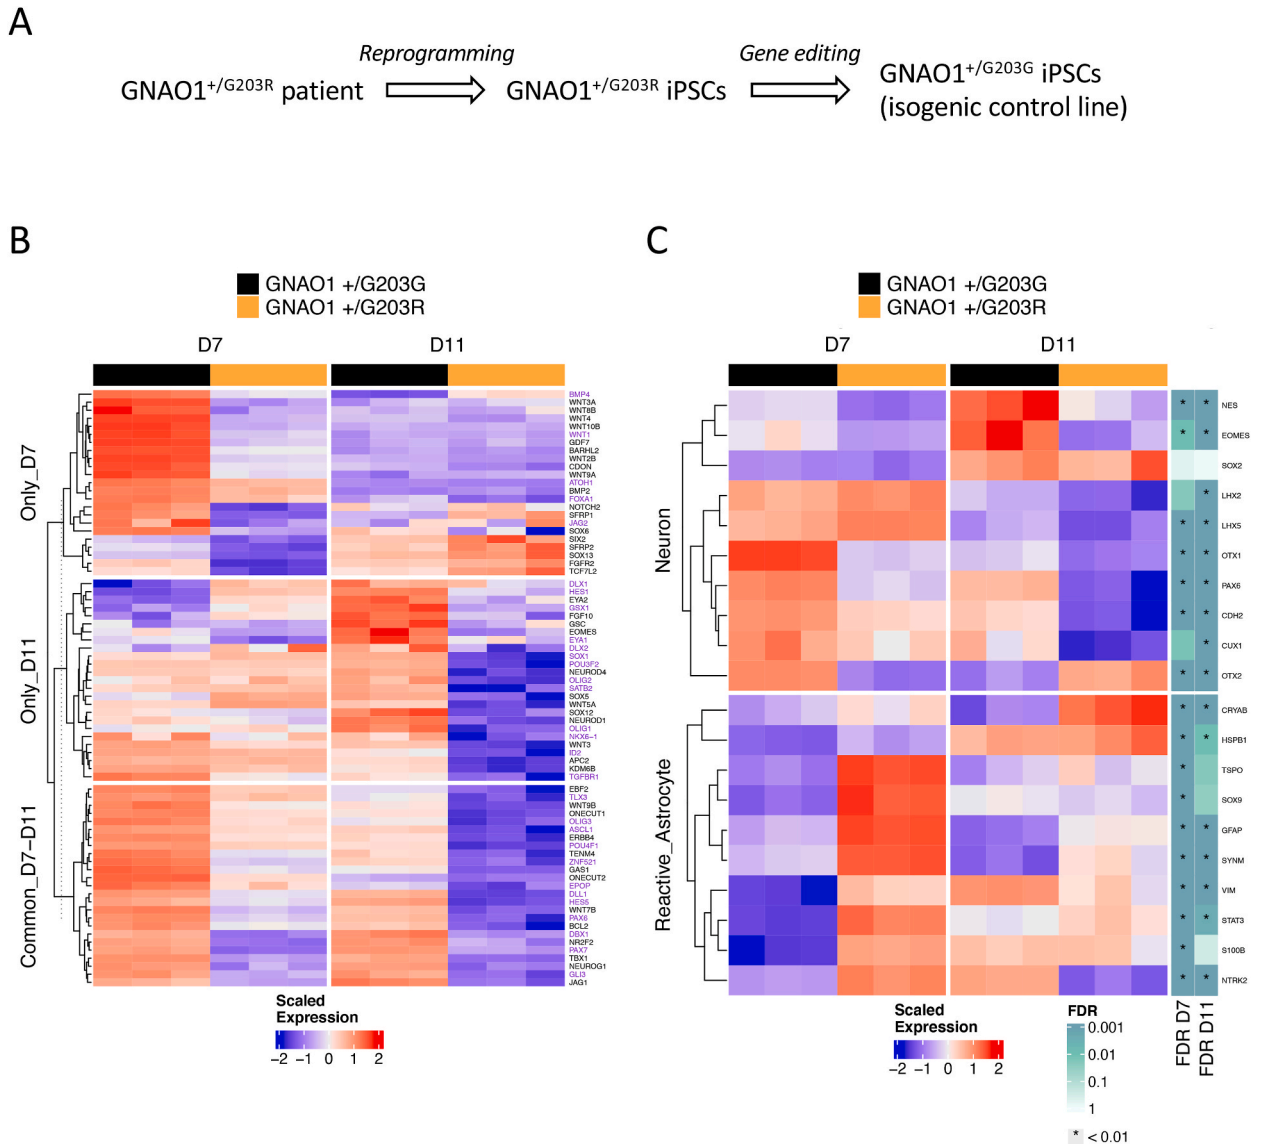 A
Reprogramming
Gene editing
GNAO1+/G203R patient
GNAO1+/G203R iPSCs
GNAO1+/G203G iPSCs
(isogenic control line)
B
GNAO1 +/G203G
GNAO1 +/G203R
D7
D11
Only_D7
BMP4
WNT3A
WNT8B
WNT4
WNT10B
WNT1
GDF7
BARHL2
WNT2B
CDON
WNT9A
ATOH1
BMP2
FOXA1
NOTCH2
SFRP1
JAG2
SOX6
SIX2
SFRP2
SOX13
FGFR2
TCF7L2
Only_D11
DLX1
HES1
EYA2
GSX1
FGF10
GSC
EOMES
EYA1
DLX2
SOX1
POU3F2
NEUROD4
OLIG2
SATB2
SOX5
WNT5A
SOX12
NEUROD1
OLIG1
NKX6−1
WNT3
ID2
APC2
KDM6B
TGFBR1
Common_D7−D11
EBF2
TLX3
WNT9B
ONECUT1
OLIG3
ASCL1
ERBB4
POU4F1
TENM4
ZNF521
GAS1
ONECUT2
EPOP
DLL1
HES5
WNT7B
PAX6
BCL2
DBX1
NR2F2
PAX7
TBX1
NEUROG1
GLI3
JAG1
Scaled
Expression
−2 −1 0 1 2
C
GNAO1 +/G203G
GNAO1 +/G203R
D7
D11
Neuron
* * NES
* * EOMES
SOX2
* LHX2
* * LHX5
* * OTX1
* * PAX6
* * CDH2
* CUX1
* * OTX2
Reactive_Astrocyte
* * CRYAB
* * HSPB1
* TSPO
* SOX9
* * GFAP
* * SYNM
* * VIM
* * STAT3
* S100B
* * NTRK2
FDR D7
FDR D11
Scaled
Expression
−2 −1 0 1 2
FDR
0.001
0.01
0.1
1
* < 0.01